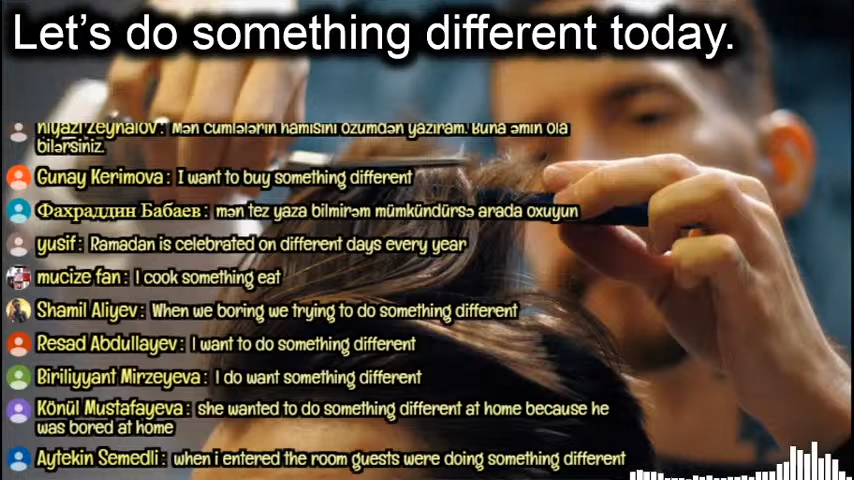 Let's do something different today.
niyazi zeynalov: Mən cümlələrin hamısını özümdən yazıram. Buna əmin ola
bilərsiniz.
Gunay Kerimova: I want to buy something different
Фахраддин Бабаев: mən tez yaza bilmirəm mümkündürsə arada oxuyun
yusif: Ramadan is celebrated on different days every year
mucize fan: I cook something eat
Shamil Aliyev: When we boring we trying to do something different
Resad Abdullayev: I want to do something different
Biriliyyant Mirzeyeva: I do want something different
Könül Mustafayeva: she wanted to do something different at home because he
was bored at home
Aytekin Semedli: when i entered the room guests were doing something different